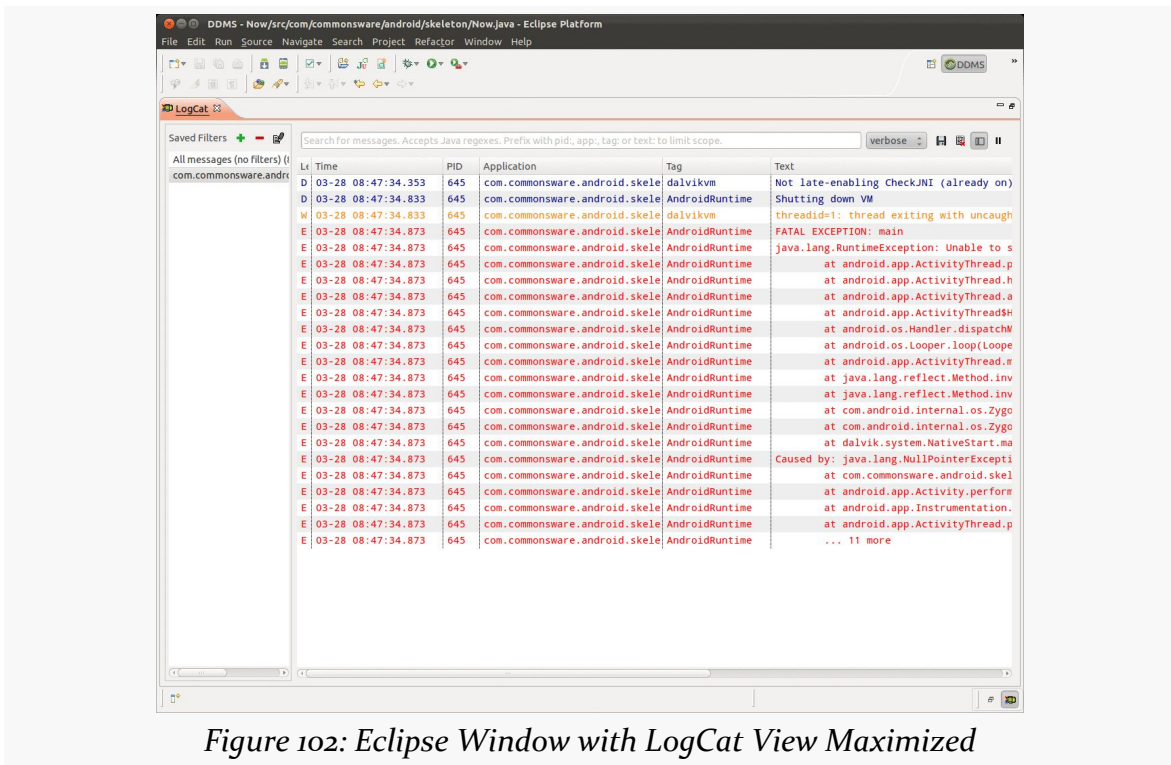 DDMS - Now/src/com/commonsware/android/skeleton/Now.java - Eclipse Platform
File Edit Run Source Navigate Search Project Refactor Window Help
DDMS »
LogCat
Saved Filters
Search for messages. Accepts Java regexes. Prefix with pid:, app:, tag: or text: to limit scope.
verbose
All messages (no filters) (
com.commonsware.andro
Le Time PID Application Tag Text
D 03-28 08:47:34.353 645 com.commonsware.android.skele dalvikvm Not late-enabling CheckJNI (already on)
D 03-28 08:47:34.833 645 com.commonsware.android.skele AndroidRuntime Shutting down VM
W 03-28 08:47:34.833 645 com.commonsware.android.skele dalvikvm threadid=1: thread exiting with uncaugh
E 03-28 08:47:34.873 645 com.commonsware.android.skele AndroidRuntime FATAL EXCEPTION: main
E 03-28 08:47:34.873 645 com.commonsware.android.skele AndroidRuntime java.lang.RuntimeException: Unable to s
E 03-28 08:47:34.873 645 com.commonsware.android.skele AndroidRuntime at android.app.ActivityThread.p
E 03-28 08:47:34.873 645 com.commonsware.android.skele AndroidRuntime at android.app.ActivityThread.h
E 03-28 08:47:34.873 645 com.commonsware.android.skele AndroidRuntime at android.app.ActivityThread.a
E 03-28 08:47:34.873 645 com.commonsware.android.skele AndroidRuntime at android.app.ActivityThread$H
E 03-28 08:47:34.873 645 com.commonsware.android.skele AndroidRuntime at android.os.Handler.dispatchM
E 03-28 08:47:34.873 645 com.commonsware.android.skele AndroidRuntime at android.os.Looper.loop(Loope
E 03-28 08:47:34.873 645 com.commonsware.android.skele AndroidRuntime at android.app.ActivityThread.m
E 03-28 08:47:34.873 645 com.commonsware.android.skele AndroidRuntime at java.lang.reflect.Method.inv
E 03-28 08:47:34.873 645 com.commonsware.android.skele AndroidRuntime at java.lang.reflect.Method.inv
E 03-28 08:47:34.873 645 com.commonsware.android.skele AndroidRuntime at com.android.internal.os.Zygo
E 03-28 08:47:34.873 645 com.commonsware.android.skele AndroidRuntime at com.android.internal.os.Zygo
E 03-28 08:47:34.873 645 com.commonsware.android.skele AndroidRuntime at dalvik.system.NativeStart.ma
E 03-28 08:47:34.873 645 com.commonsware.android.skele AndroidRuntime Caused by: java.lang.NullPointerExcepti
E 03-28 08:47:34.873 645 com.commonsware.android.skele AndroidRuntime at com.commonsware.android.skel
E 03-28 08:47:34.873 645 com.commonsware.android.skele AndroidRuntime at android.app.Activity.perform
E 03-28 08:47:34.873 645 com.commonsware.android.skele AndroidRuntime at android.app.Instrumentation.
E 03-28 08:47:34.873 645 com.commonsware.android.skele AndroidRuntime at android.app.ActivityThread.p
E 03-28 08:47:34.873 645 com.commonsware.android.skele AndroidRuntime ... 11 more
Figure 102: Eclipse Window with LogCat View Maximized